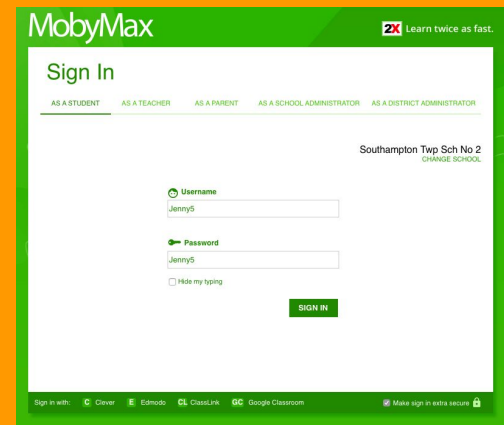 MobyMax
2X Learn twice as fast.
Sign In
AS A STUDENT AS A TEACHER AS A PARENT AS A SCHOOL ADMINISTRATOR AS A DISTRICT ADMINISTRATOR
Southampton Twp Sch No 2
CHANGE SCHOOL
Username
Jenny5
Password
Jenny5
Hide my typing
SIGN IN
Sign in with: C Clever E Edmodo CL ClassLink GC Google Classroom Make sign in extra secure